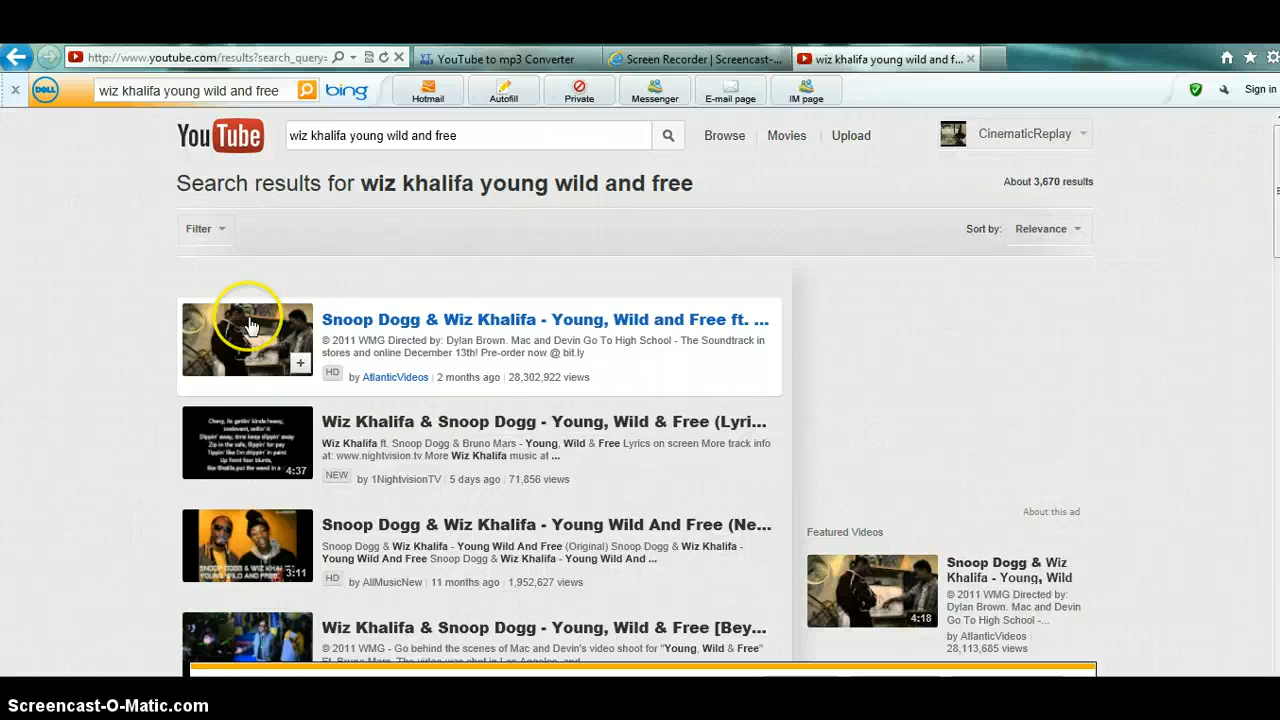 http://www.youtube.com/results?search_query:
YouTube to mp3 Converter
Screen Recorder | Screencast-...
wiz khalifa young wild and f...
DELL
wiz khalifa young wild and free
bing
Hotmail
Autofill
Private
Messenger
E-mail page
IM page
Sign in
YouTube
wiz khalifa young wild and free
Browse
Movies
Upload
CinematicReplay
Search results for wiz khalifa young wild and free
About 3,670 results
Filter
Sort by:
Relevance
Snoop Dogg & Wiz Khalifa - Young, Wild and Free ft. ...
© 2011 WMG Directed by: Dylan Brown. Mac and Devin Go To High School - The Soundtrack in
stores and online December 13th! Pre-order now @ bit.ly
HD by AtlanticVideos | 2 months ago | 28,302,922 views
4:37
Wiz Khalifa & Snoop Dogg - Young, Wild & Free (Lyri...
Wiz Khalifa ft. Snoop Dogg & Bruno Mars - Young, Wild & Free Lyrics on screen More track info
at: www.nightvision.tv More Wiz Khalifa music at ...
NEW by 1NightvisionTV | 5 days ago | 71,856 views
SNOOP DOGG & WIZ KHALIFA
YOUNG WILD AND FREE
3:11
Snoop Dogg & Wiz Khalifa - Young Wild And Free (Ne...
Snoop Dogg & Wiz Khalifa - Young Wild And Free (Original) Snoop Dogg & Wiz Khalifa -
Young Wild And Free Snoop Dogg & Wiz Khalifa - Young Wild And ...
HD by AllMusicNew | 11 months ago | 1,952,627 views
Wiz Khalifa & Snoop Dogg - Young, Wild & Free [Bey...
© 2011 WMG - Go behind the scenes of Mac and Devin's video shoot for "Young, Wild & Free"
About this ad
Featured Videos
4:18
Snoop Dogg & Wiz
Khalifa - Young, Wild
© 2011 WMG Directed by:
Dylan Brown. Mac and Devin
Go To High School -...
by AtlanticVideos
28,113,685 views
Screencast-O-Matic.com